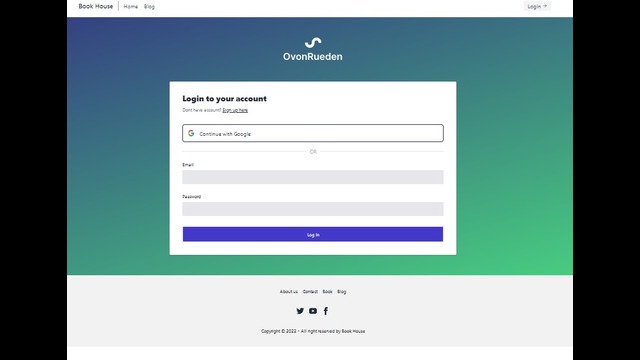 Book House Home Blog Login →
OvonRueden
Login to your account
Dont have account? Sign up here
Continue with Google
OR
Email
Password
Log In
About us Contact Book Blog
Copyright © 2022 - All right reserved by Book House